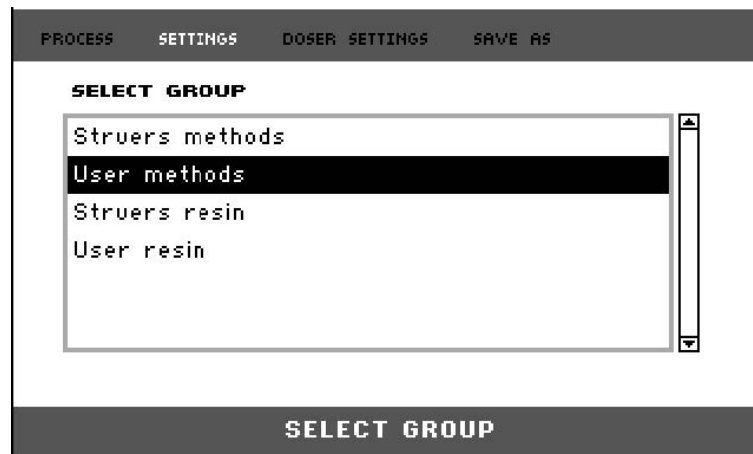 PROCESS SETTINGS DOSER SETTINGS SAVE AS
SELECT GROUP
Struers methods
User methods
Struers resin
User resin
SELECT GROUP